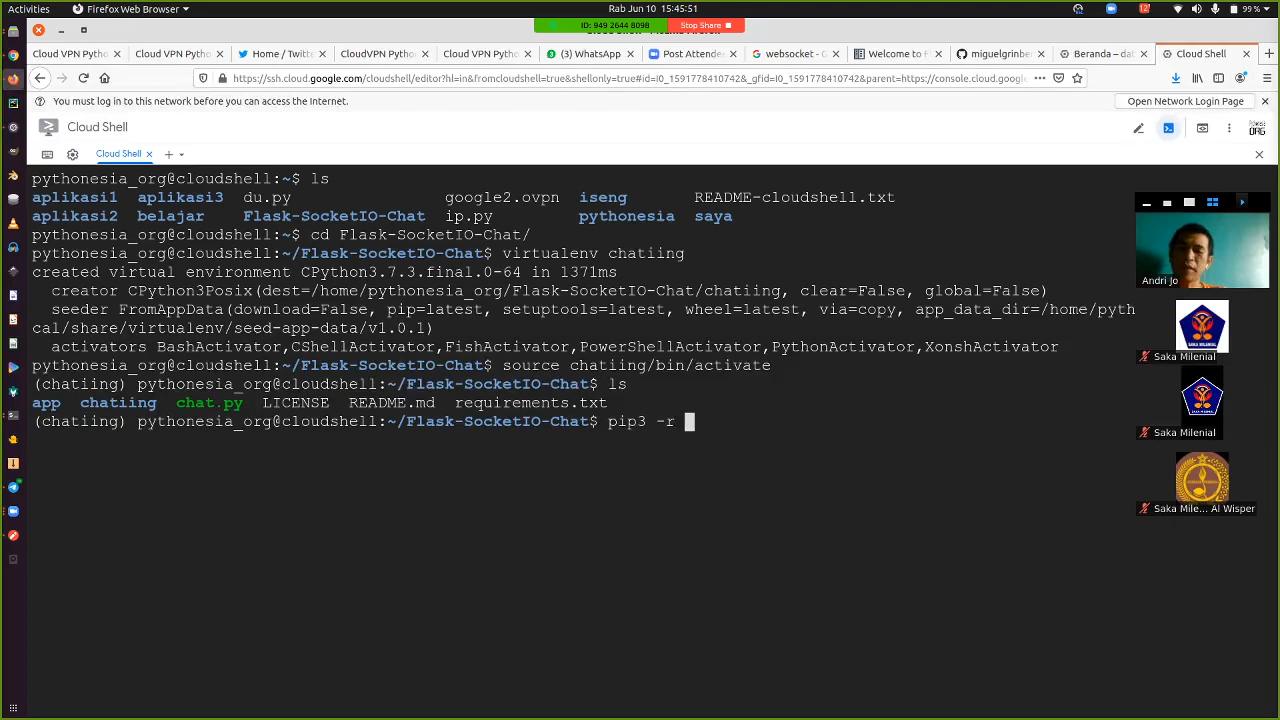 Activities
Firefox Web Browser
Rab Jun 10 15:45:51
12
99 %
ID: 949 2644 8098
Stop Share
Cloud VPN Pytho
Cloud VPN Pytho
Home / Twitte
CloudVPN Pytho
Cloud VPN Pytho
(3) WhatsApp
Post Attende
websocket - G
Welcome to F
miguelgrinbe
Beranda – dat
Cloud Shell
https://ssh.cloud.google.com/cloudshell/editor?hl=in&fromcloudshell=true&shellonly=true#id=I0_1591778410742&_gfid=I0_1591778410742&parent=https://console.cloud.google
You must log in to this network before you can access the Internet.
Open Network Login Page
Cloud Shell
Cloud Shell
pythonesia_org@cloudshell:~$ ls
aplikasi1 aplikasi3 du.py google2.ovpn iseng README-cloudshell.txt
aplikasi2 belajar Flask-SocketIO-Chat ip.py pythonesia saya
pythonesia_org@cloudshell:~$ cd Flask-SocketIO-Chat/
pythonesia_org@cloudshell:~/Flask-SocketIO-Chat$ virtualenv chatiing
created virtual environment CPython3.7.3.final.0-64 in 1371ms
creator CPython3Posix(dest=/home/pythonesia_org/Flask-SocketIO-Chat/chatiing, clear=False, global=False)
seeder FromAppData(download=False, pip=latest, setuptools=latest, wheel=latest, via=copy, app_data_dir=/home/pyth
cal/share/virtualenv/seed-app-data/v1.0.1)
activators BashActivator,CShellActivator,FishActivator,PowerShellActivator,PythonActivator,XonshActivator
pythonesia_org@cloudshell:~/Flask-SocketIO-Chat$ source chatiing/bin/activate
(chatiing) pythonesia_org@cloudshell:~/Flask-SocketIO-Chat$ ls
app chatiing chat.py LICENSE README.md requirements.txt
(chatiing) pythonesia_org@cloudshell:~/Flask-SocketIO-Chat$ pip3 -r
Andri Jo
Saka Milenial
Saka Milenial
Saka Mile... Al Wisper